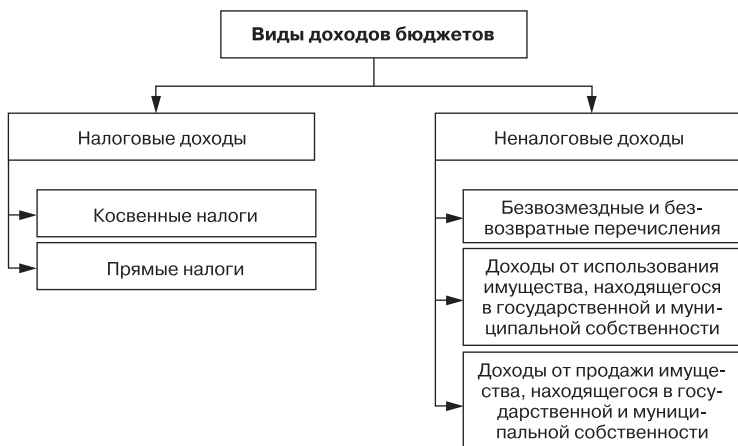 Виды доходов бюджетов
Налоговые доходы
Косвенные налоги
Прямые налоги
Неналоговые доходы
Безвозмездные и без-
возвратные перечисления
Доходы от использования
имущества, находящегося
в государственной и муни-
ципальной собственности
Доходы от продажи имуще-
ства, находящегося в госу-
дарственной и муници-
пальной собственности